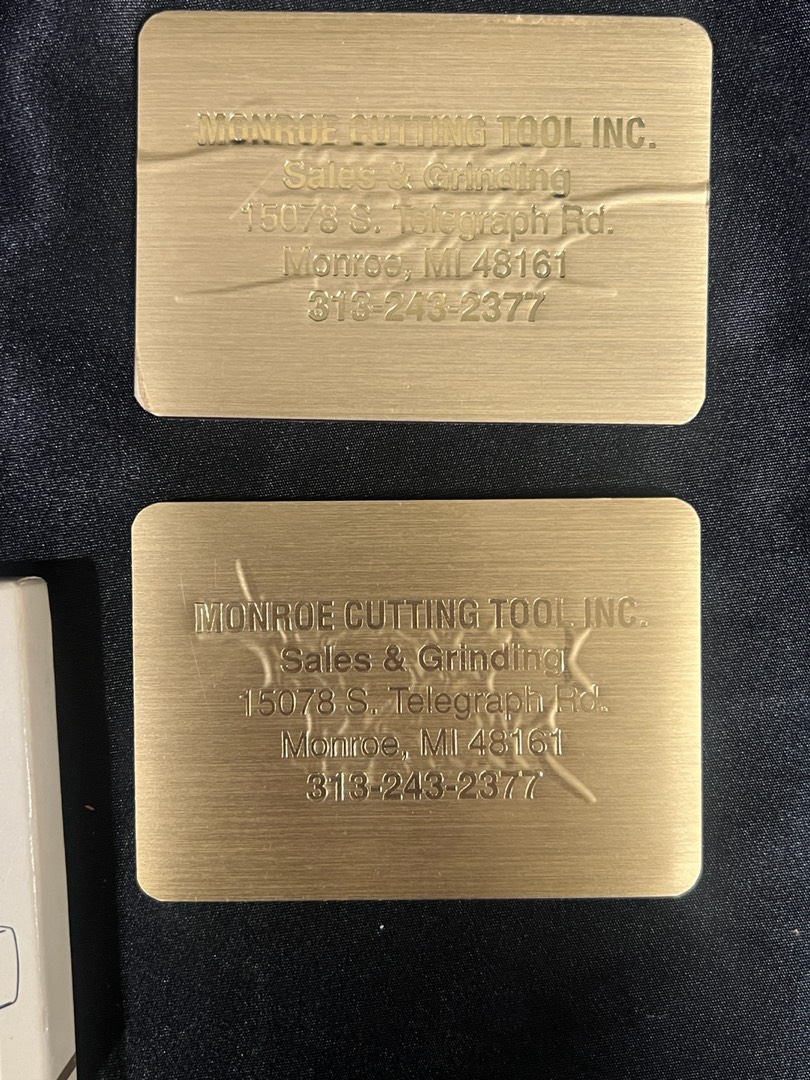 MONROE CUTTING TOOL INC.
Sales & Grinding
15078 S. Telegraph Rd.
Monroe, MI 48161
313-243-2377
MONROE CUTTING TOOL INC.
Sales & Grinding
15078 S. Telegraph Rd.
Monroe, MI 48161
313-243-2377